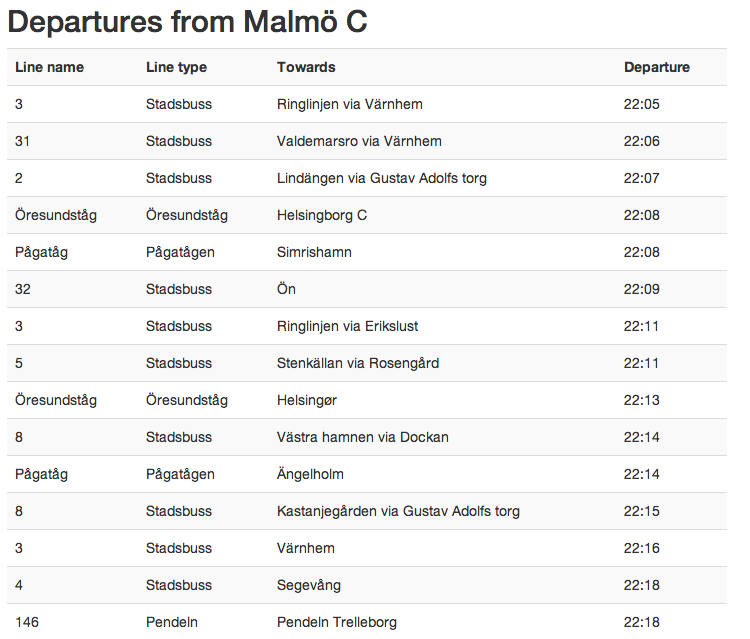 Departures from Malmö C
Line name Line type Towards Departure
3 Stadsbuss Ringlinjen via Värnhem 22:05
31 Stadsbuss Valdemarsro via Värnhem 22:06
2 Stadsbuss Lindängen via Gustav Adolfs torg 22:07
Öresundståg Öresundståg Helsingborg C 22:08
Pågatåg Pågatågen Simrishamn 22:08
32 Stadsbuss Ön 22:09
3 Stadsbuss Ringlinjen via Erikslust 22:11
5 Stadsbuss Stenkällan via Rosengård 22:11
Öresundståg Öresundståg Helsingør 22:13
8 Stadsbuss Västra hamnen via Dockan 22:14
Pågatåg Pågatågen Ängelholm 22:14
8 Stadsbuss Kastanjegården via Gustav Adolfs torg 22:15
3 Stadsbuss Värnhem 22:16
4 Stadsbuss Segevång 22:18
146 Pendeln Pendeln Trelleborg 22:18